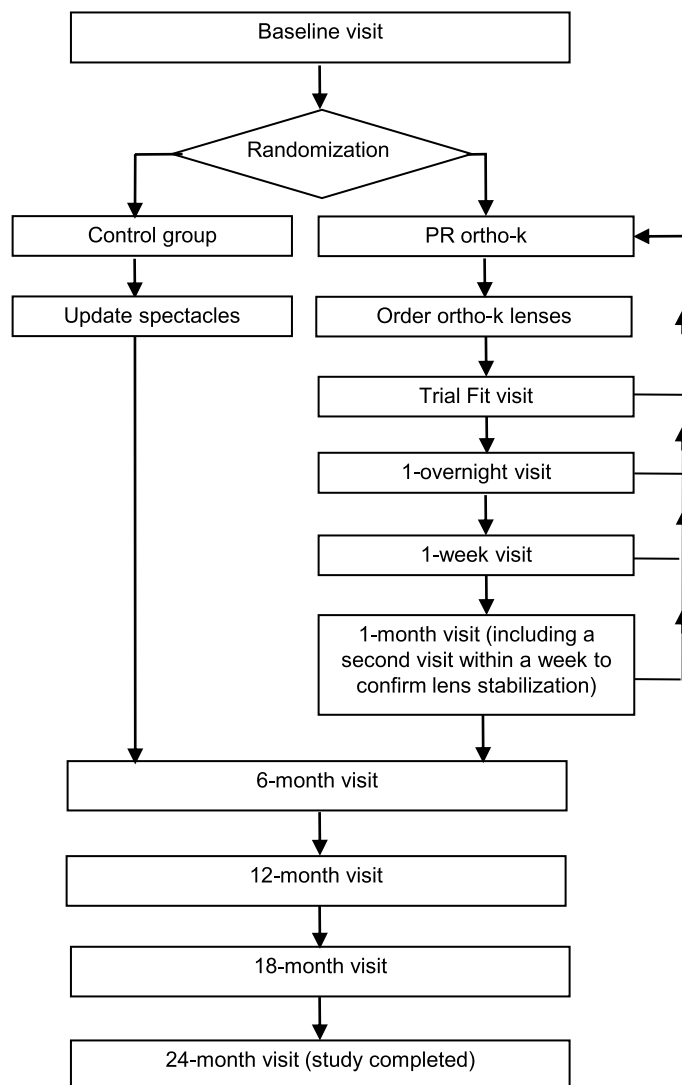 Baseline visit
Randomization
Control group
PR ortho-k
Update spectacles
Order ortho-k lenses
Trial Fit visit
1-overnight visit
1-week visit
1-month visit (including a
second visit within a week to
confirm lens stabilization)
6-month visit
12-month visit
18-month visit
24-month visit (study completed)